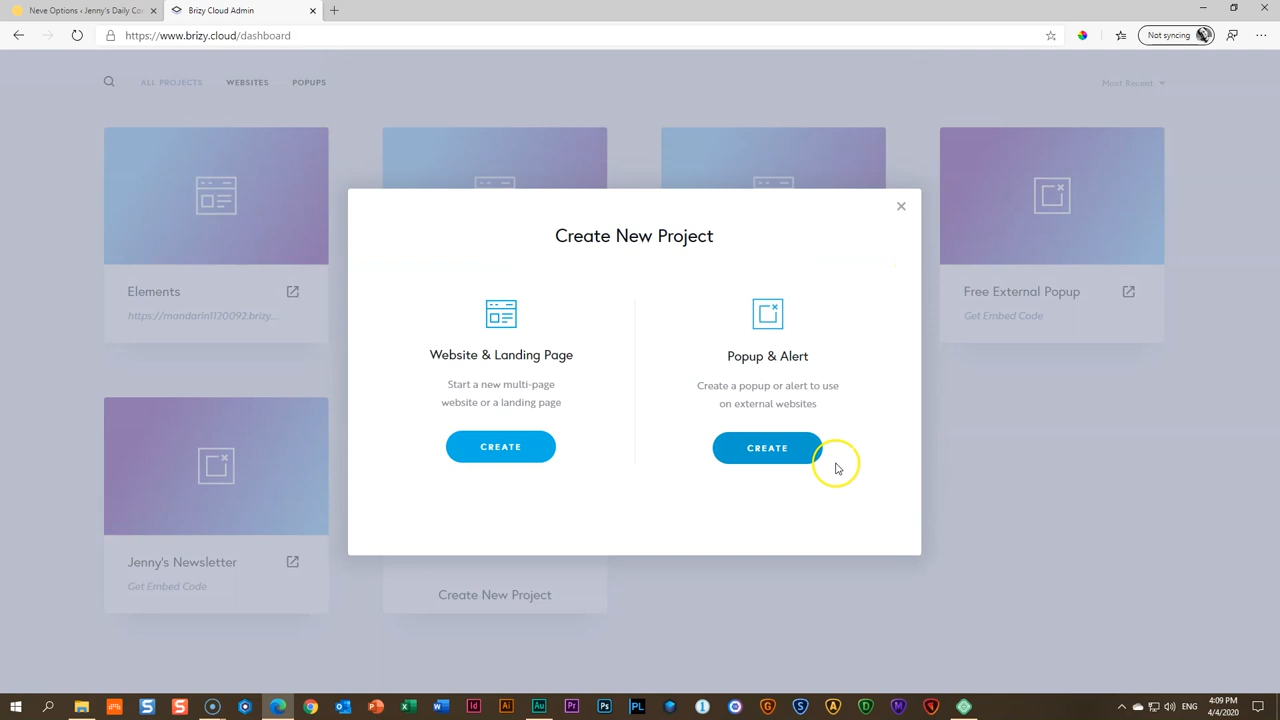 Neve Options ‹ Jenny's Daily Co
Brizy Cloud Admin
https://www.brizy.cloud/dashboard
Not syncing
ALL PROJECTS
WEBSITES
POPUPS
Most Recent
Create New Project
Website & Landing Page
Start a new multi-page
website or a landing page
CREATE
Popup & Alert
Create a popup or alert to use
on external websites
CREATE
Elements
https://mandarin1120092.brizy...
Free External Popup
Get Embed Code
Jenny's Newsletter
Get Embed Code
Create New Project
4:09 PM
4/4/2020